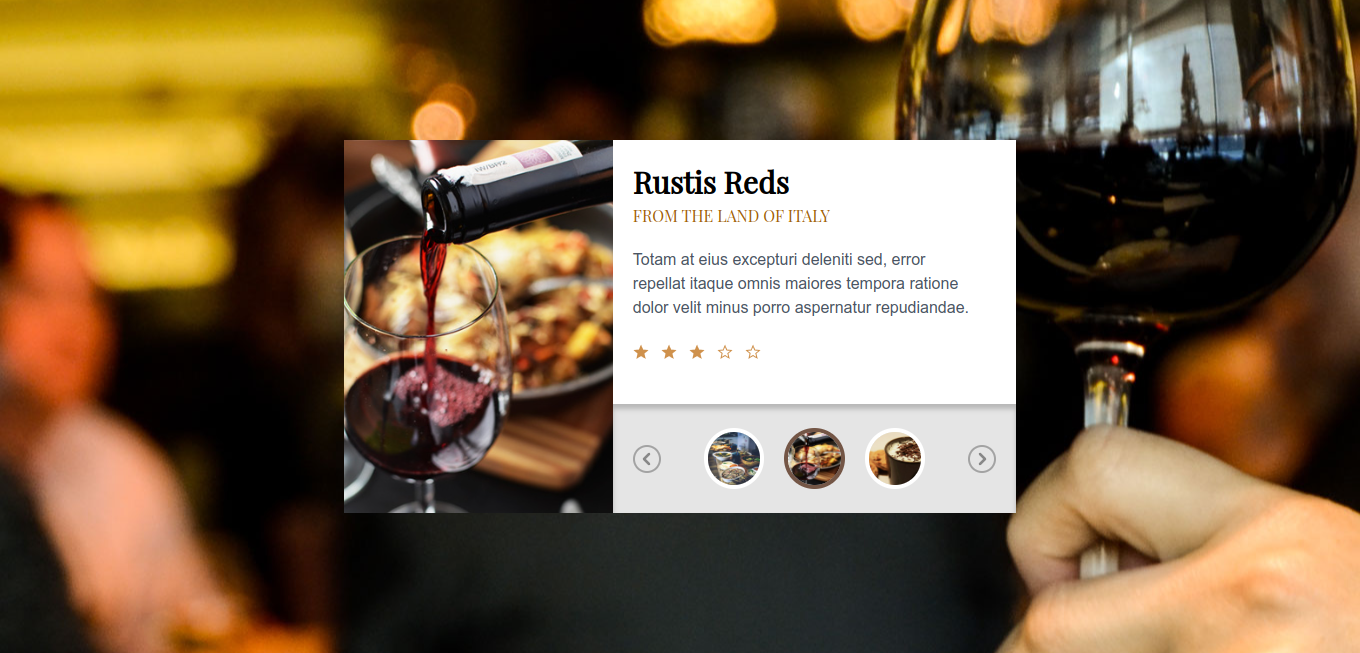 Rustis Reds
FROM THE LAND OF ITALY
Totam at eius excepturi deleniti sed, error
repellat itaque omnis maiores tempora ratione
dolor velit minus porro aspernatur repudiandae.